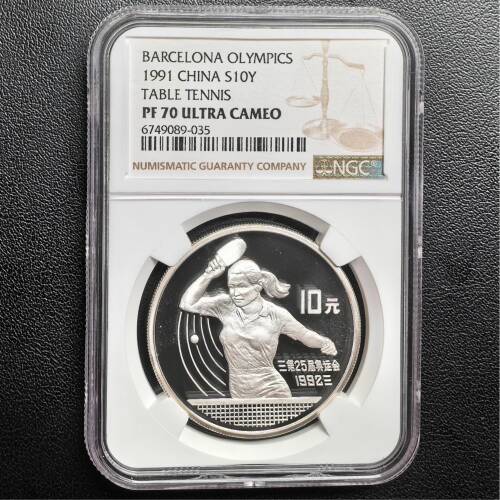 BARCELONA OLYMPICS
1991 CHINA S10Y
TABLE TENNIS
PF 70 ULTRA CAMEO
6749089-035
NUMISMATIC GUARANTY COMPANY
NGC
10元
第25届奥运会
1992